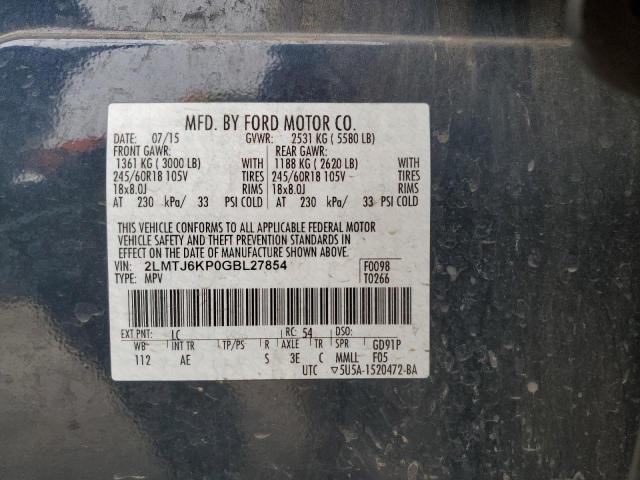 MFD. BY FORD MOTOR CO.
DATE: 07/15 GVWR: 2531 KG ( 5580 LB)
FRONT GAWR: REAR GAWR:
1361 KG ( 3000 LB) WITH 1188 KG ( 2620 LB) WITH
245/60R18 105V TIRES 245/60R18 105V TIRES
18x8.0J RIMS 18x8.0J RIMS
AT 230 kPa/ 33 PSI COLD AT 230 kPa/ 33 PSI COLD
THIS VEHICLE CONFORMS TO ALL APPLICABLE FEDERAL MOTOR
VEHICLE SAFETY AND THEFT PREVENTION STANDARDS IN
EFFECT ON THE DATE OF MANUFACTURE SHOWN ABOVE.
VIN: 2LMTJ6KP0GBL27854 F0098
TYPE: MPV T0266
EXT PNT: LC RC: 54 DSO:
WB INT TR TP/PS R AXLE TR SPR GD91P
112 AE S 3E C MMLL F05
UTC ▽5U5A-1520472-BA